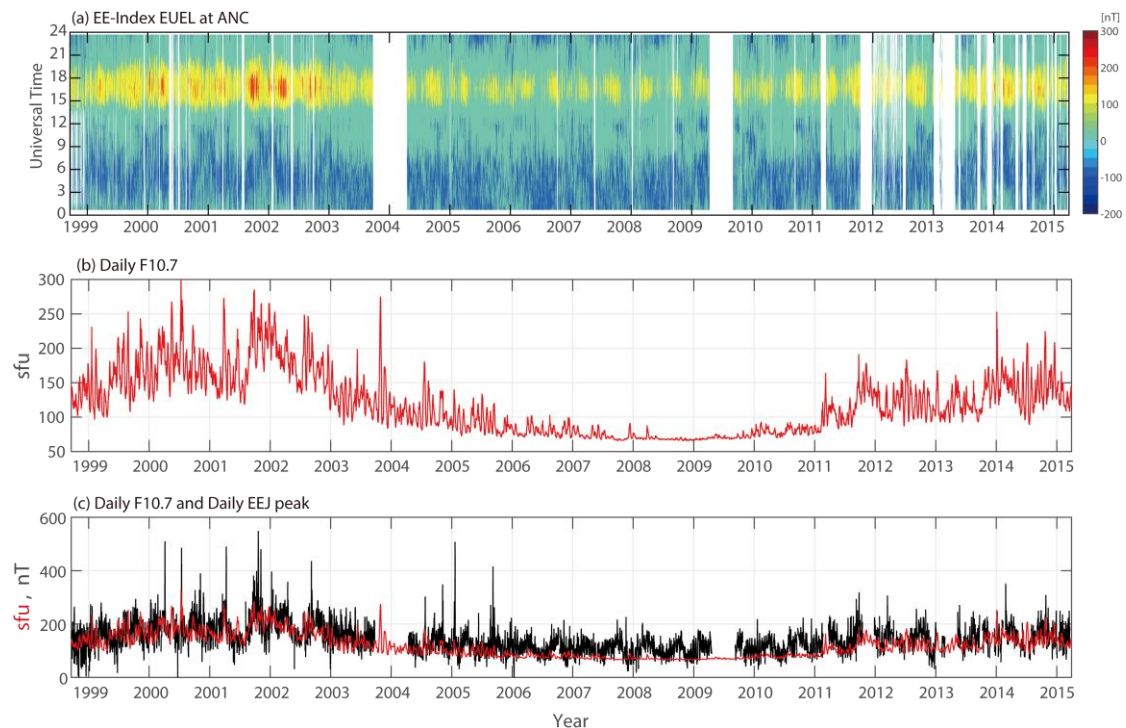 (a) EE-Index EUEL at ANC
[nT]
Universal Time
24
21
18
15
12
9
6
3
0
300
200
100
0
-100
-200
1999 2000 2001 2002 2003 2004 2005 2006 2007 2008 2009 2010 2011 2012 2013 2014 2015
(b) Daily F10.7
sfu
300
250
200
150
100
50
1999 2000 2001 2002 2003 2004 2005 2006 2007 2008 2009 2010 2011 2012 2013 2014 2015
(c) Daily F10.7 and Daily EEJ peak
sfu , nT
600
400
200
0
1999 2000 2001 2002 2003 2004 2005 2006 2007 2008 2009 2010 2011 2012 2013 2014 2015
Year